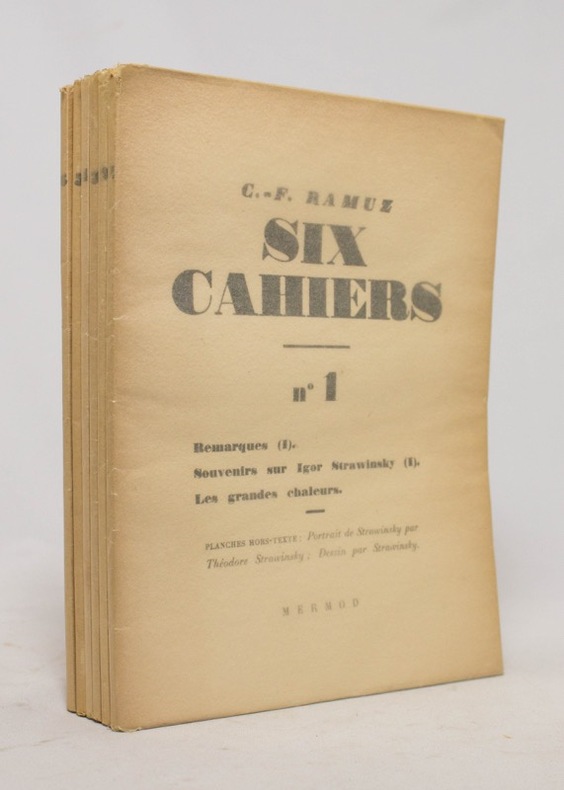 C.-F. RAMUZ
SIX
CAHIERS
n° 1
Remarques (I).
Souvenirs sur Igor Strawinsky (I).
Les grandes chaleurs.
PLANCHES HORS-TEXTE : Portrait de Strawinsky par
Théodore Strawinsky ; Dessin par Strawinsky.
MERMOD